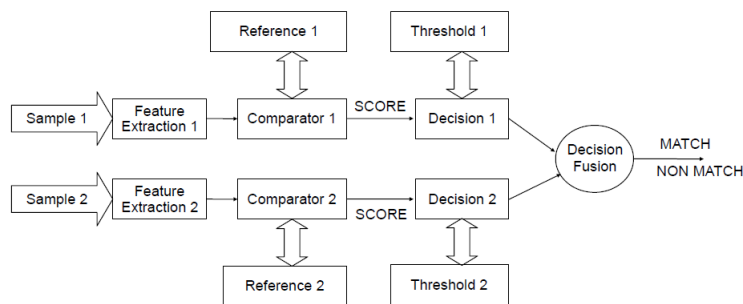 Reference 1
Threshold 1
Sample 1
Feature
Extraction 1
Comparator 1
SCORE
Decision 1
Decision
Fusion
MATCH
NON MATCH
Sample 2
Feature
Extraction 2
Comparator 2
SCORE
Decision 2
Reference 2
Threshold 2